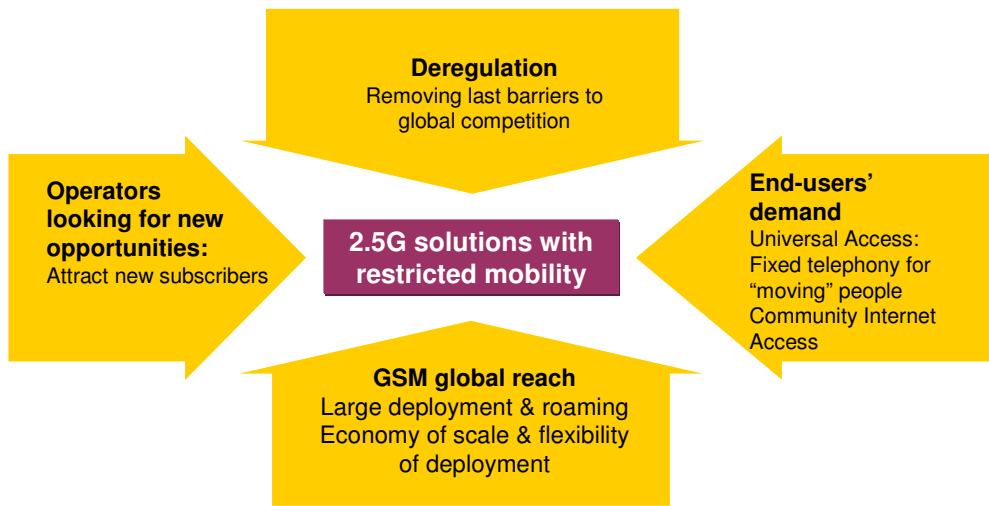 Deregulation
Removing last barriers to
global competition
Operators
looking for new
opportunities:
Attract new subscribers
2.5G solutions with
restricted mobility
End-users’
demand
Universal Access:
Fixed telephony for
“moving” people
Community Internet
Access
GSM global reach
Large deployment & roaming
Economy of scale & flexibility
of deployment